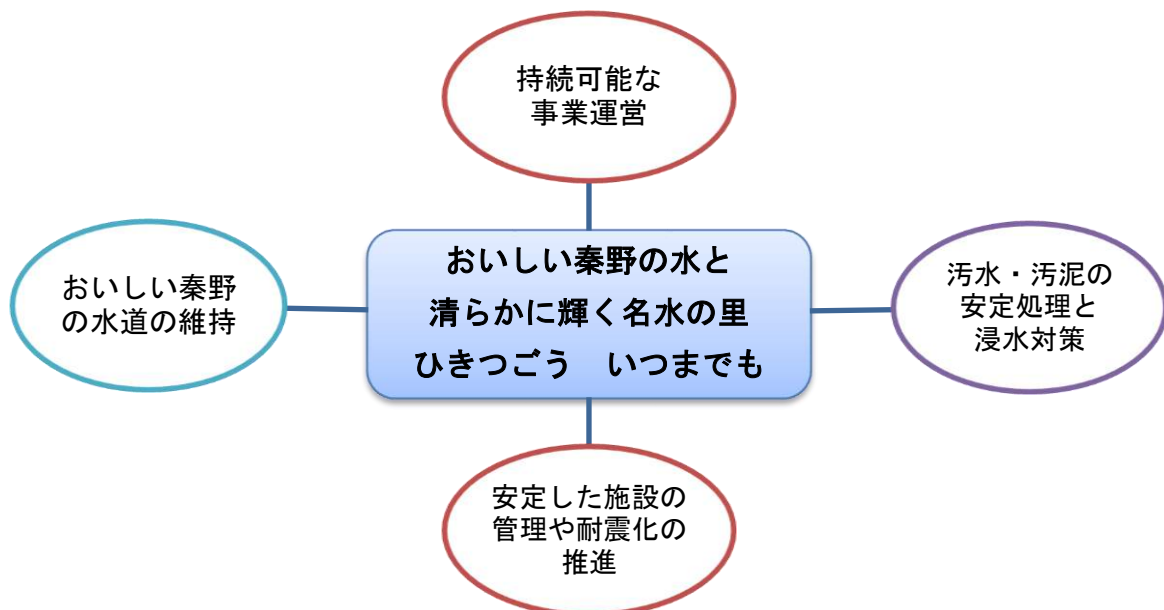 持続可能な
事業運営
おいしい秦野
の水道の維持
おいしい秦野の水と
清らかに輝く名水の里
ひきつごう　いつまでも
汚水・汚泥の
安定処理と
浸水対策
安定した施設の
管理や耐震化の
推進